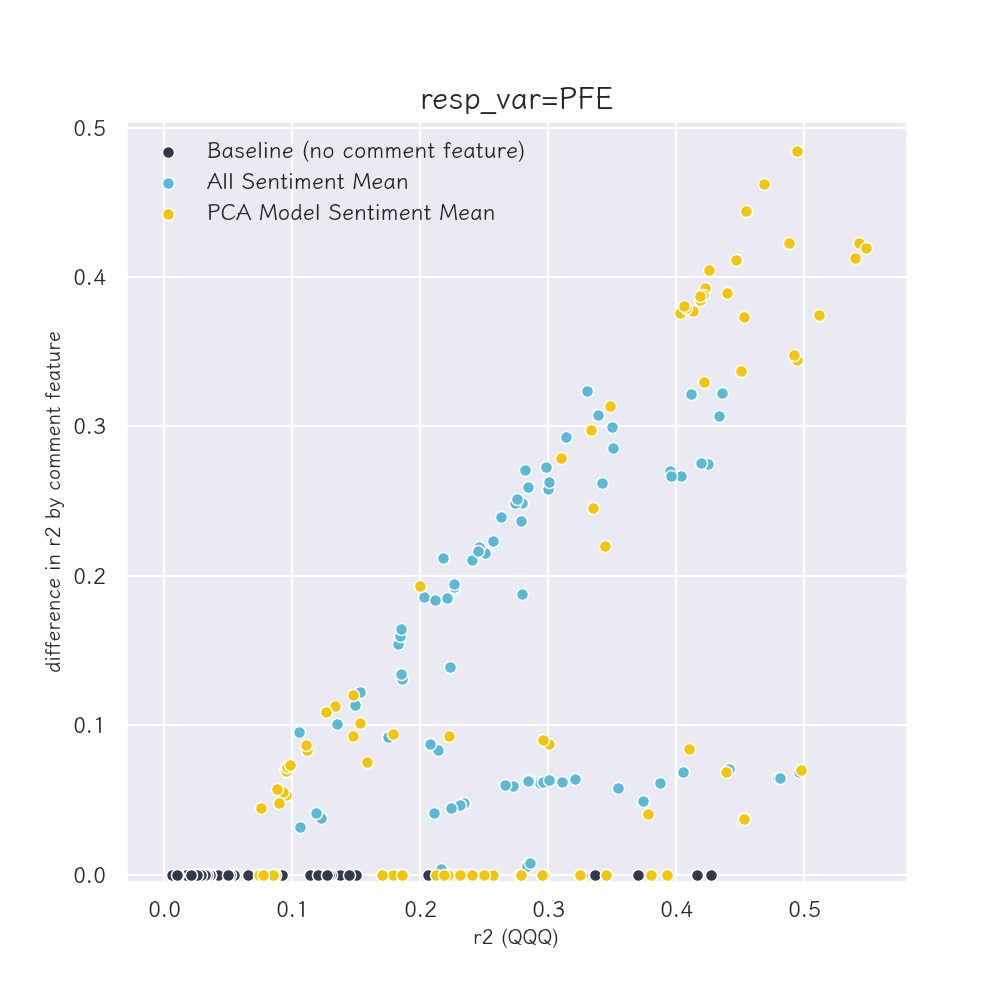 resp_var=PFE
Baseline (no comment feature)
All Sentiment Mean
PCA Model Sentiment Mean
difference in r2 by comment feature
0.5
0.4
0.3
0.2
0.1
0.0
0.0 0.1 0.2 0.3 0.4 0.5
r2 (QQQ)